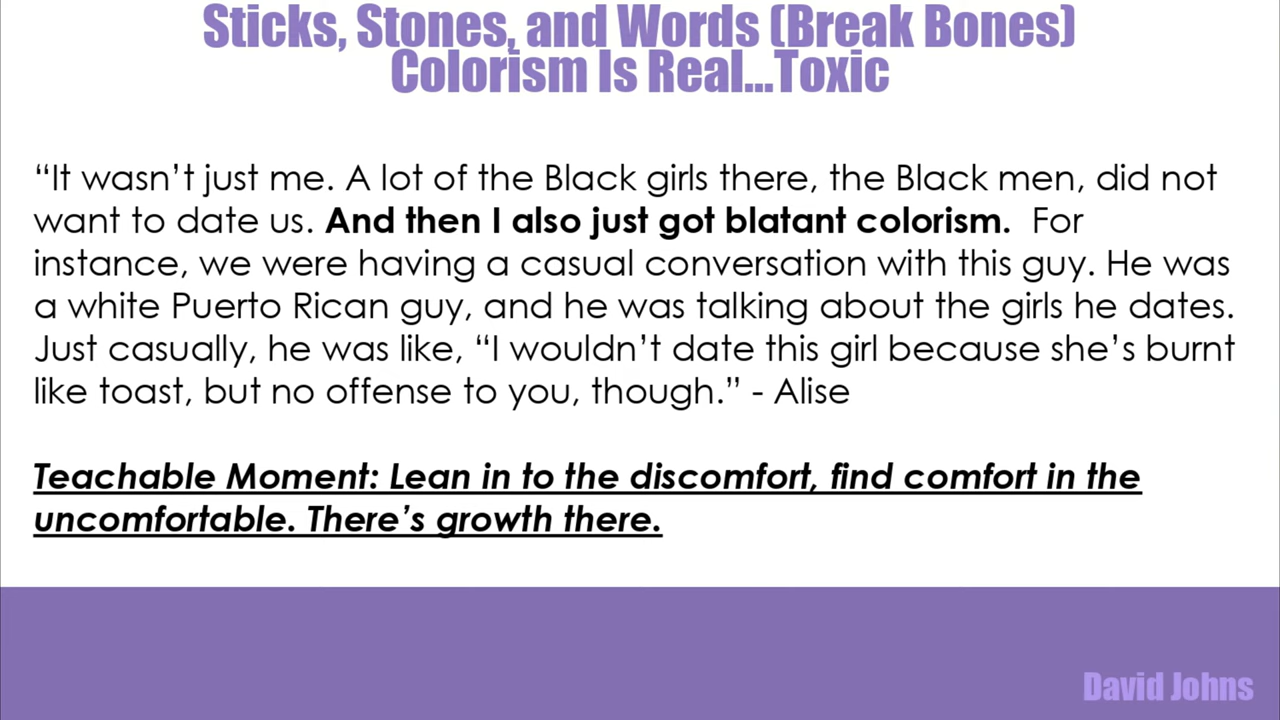 Sticks, Stones, and Words (Break Bones)
Colorism Is Real...Toxic
“It wasn’t just me. A lot of the Black girls there, the Black men, did not
want to date us. And then I also just got blatant colorism.  For
instance, we were having a casual conversation with this guy. He was
a white Puerto Rican guy, and he was talking about the girls he dates.
Just casually, he was like, “I wouldn’t date this girl because she’s burnt
like toast, but no offense to you, though.” - Alise
Teachable Moment: Lean in to the discomfort, find comfort in the
uncomfortable. There’s growth there.
David Johns